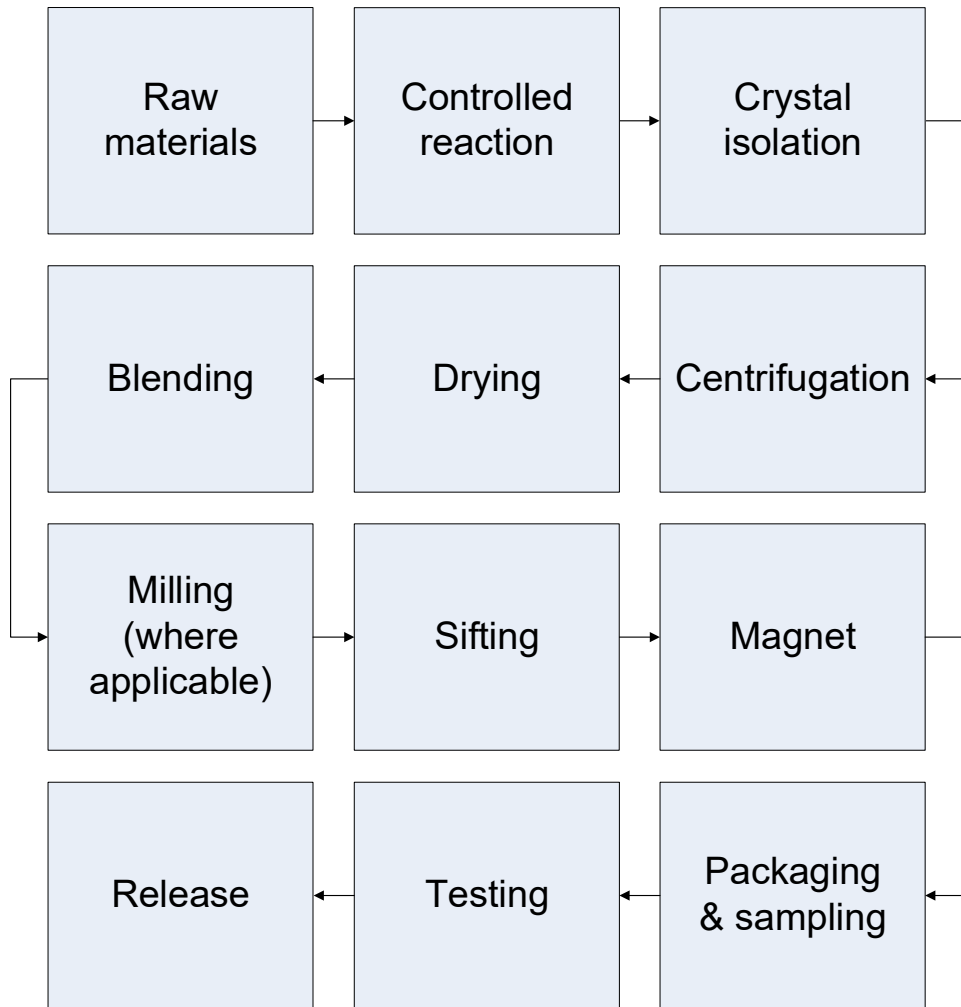 Raw
materials
Controlled
reaction
Crystal
isolation
Blending
Drying
Centrifugation
Milling
(where
applicable)
Sifting
Magnet
Release
Testing
Packaging
& sampling